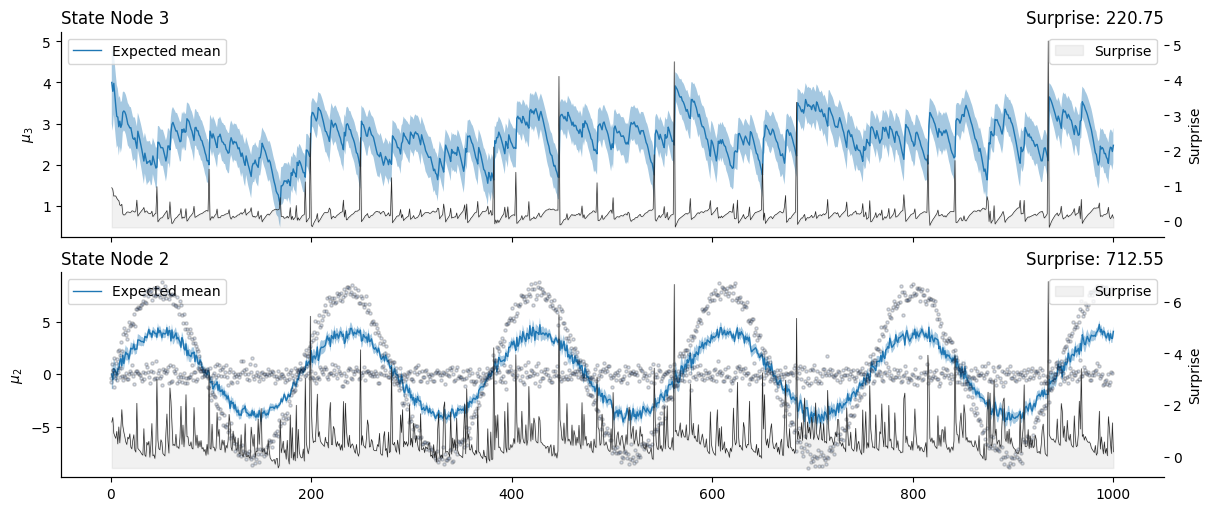 State Node 3
Surprise: 220.75
Expected mean
Surprise
5
4
3
2
1
μ3
5
4
3
2
1
0
Surprise
State Node 2
Surprise: 712.55
Expected mean
Surprise
5
0
−5
μ2
6
4
2
0
Surprise
0
200
400
600
800
1000